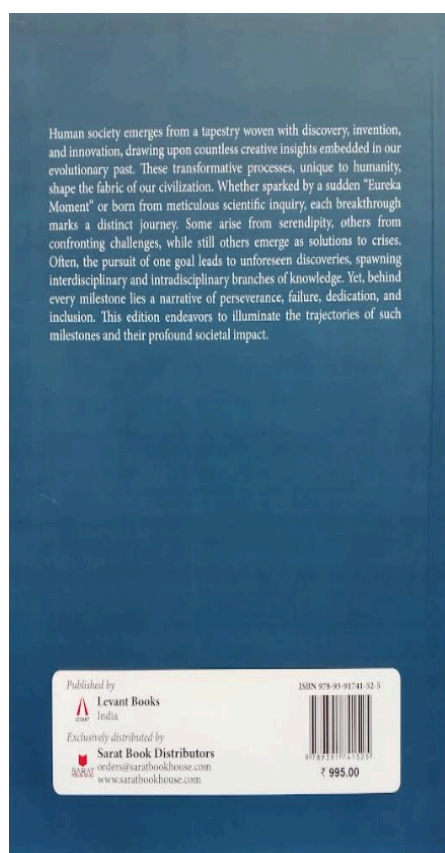 Human society emerges from a tapestry woven with discovery, invention,
and innovation, drawing upon countless creative insights embedded in our
evolutionary past. These transformative processes, unique to humanity,
shape the fabric of our civilization. Whether sparked by a sudden “Eureka
Moment” or born from meticulous scientific inquiry, each breakthrough
marks a distinct journey. Some arise from serendipity, others from
confronting challenges, while still others emerge as solutions to crises.
Often, the pursuit of one goal leads to unforeseen discoveries, spawning
interdisciplinary and intradisciplinary branches of knowledge. Yet, behind
every milestone lies a narrative of perseverance, failure, dedication, and
inclusion. This edition endeavors to illuminate the trajectories of such
milestones and their profound societal impact.
Published by
LEVANT
Levant Books
India
Exclusively distributed by
SARAT
Sarat Book Distributors
orders@saratbookhouse.com
www.saratbookhouse.com
ISBN 978-93-91741-52-5
9 789391 741525
₹ 995.00